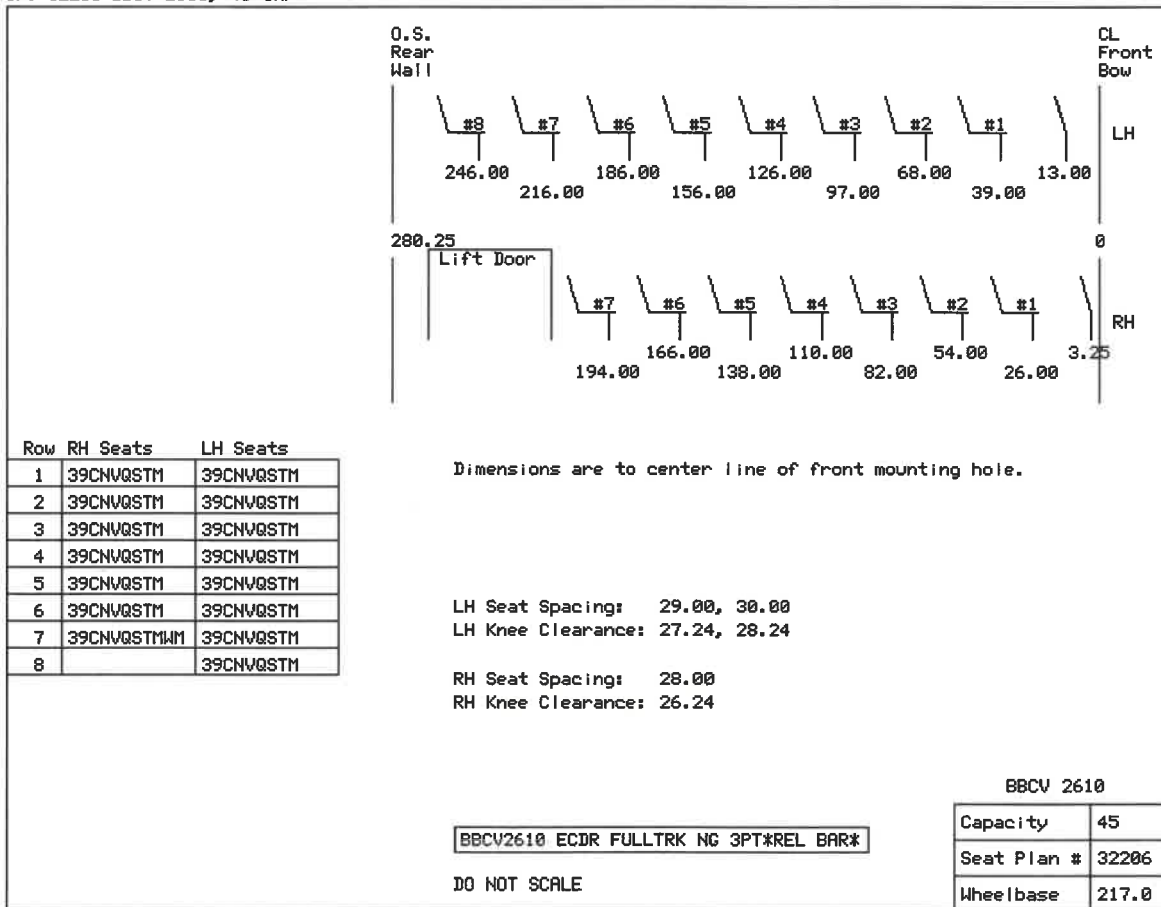 O.S. Rear Wall
CL Front Bow
#8 #7 #6 #5 #4 #3 #2 #1 LH
246.00 186.00 126.00 68.00 13.00
216.00 156.00 97.00 39.00
280.25 0
Lift Door
#7 #6 #5 #4 #3 #2 #1 RH
166.00 110.00 54.00 3.25
194.00 138.00 82.00 26.00
Row RH Seats LH Seats
1 39CNVQSTM 39CNVQSTM
2 39CNVQSTM 39CNVQSTM
3 39CNVQSTM 39CNVQSTM
4 39CNVQSTM 39CNVQSTM
5 39CNVQSTM 39CNVQSTM
6 39CNVQSTM 39CNVQSTM
7 39CNVQSTMWM 39CNVQSTM
8 39CNVQSTM
Dimensions are to center line of front mounting hole.
LH Seat Spacing: 29.00, 30.00
LH Knee Clearance: 27.24, 28.24
RH Seat Spacing: 28.00
RH Knee Clearance: 26.24
BBCV2610 ECDR FULLTRK NG 3PT*REL BAR*
DO NOT SCALE
BBCV 2610
Capacity 45
Seat Plan # 32206
Wheelbase 217.0